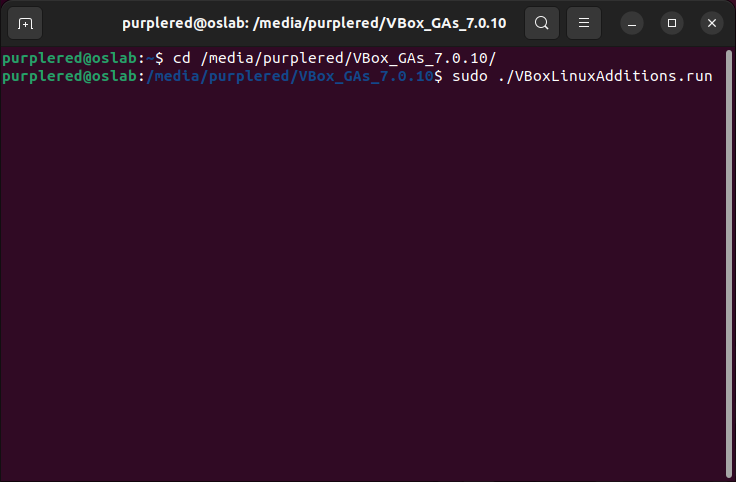 purplered@oslab: /media/purplered/VBox_GAs_7.0.10
purplered@oslab:~$ cd /media/purplered/VBox_GAs_7.0.10/
purplered@oslab:/media/purplered/VBox_GAs_7.0.10$ sudo ./VBoxLinuxAdditions.run